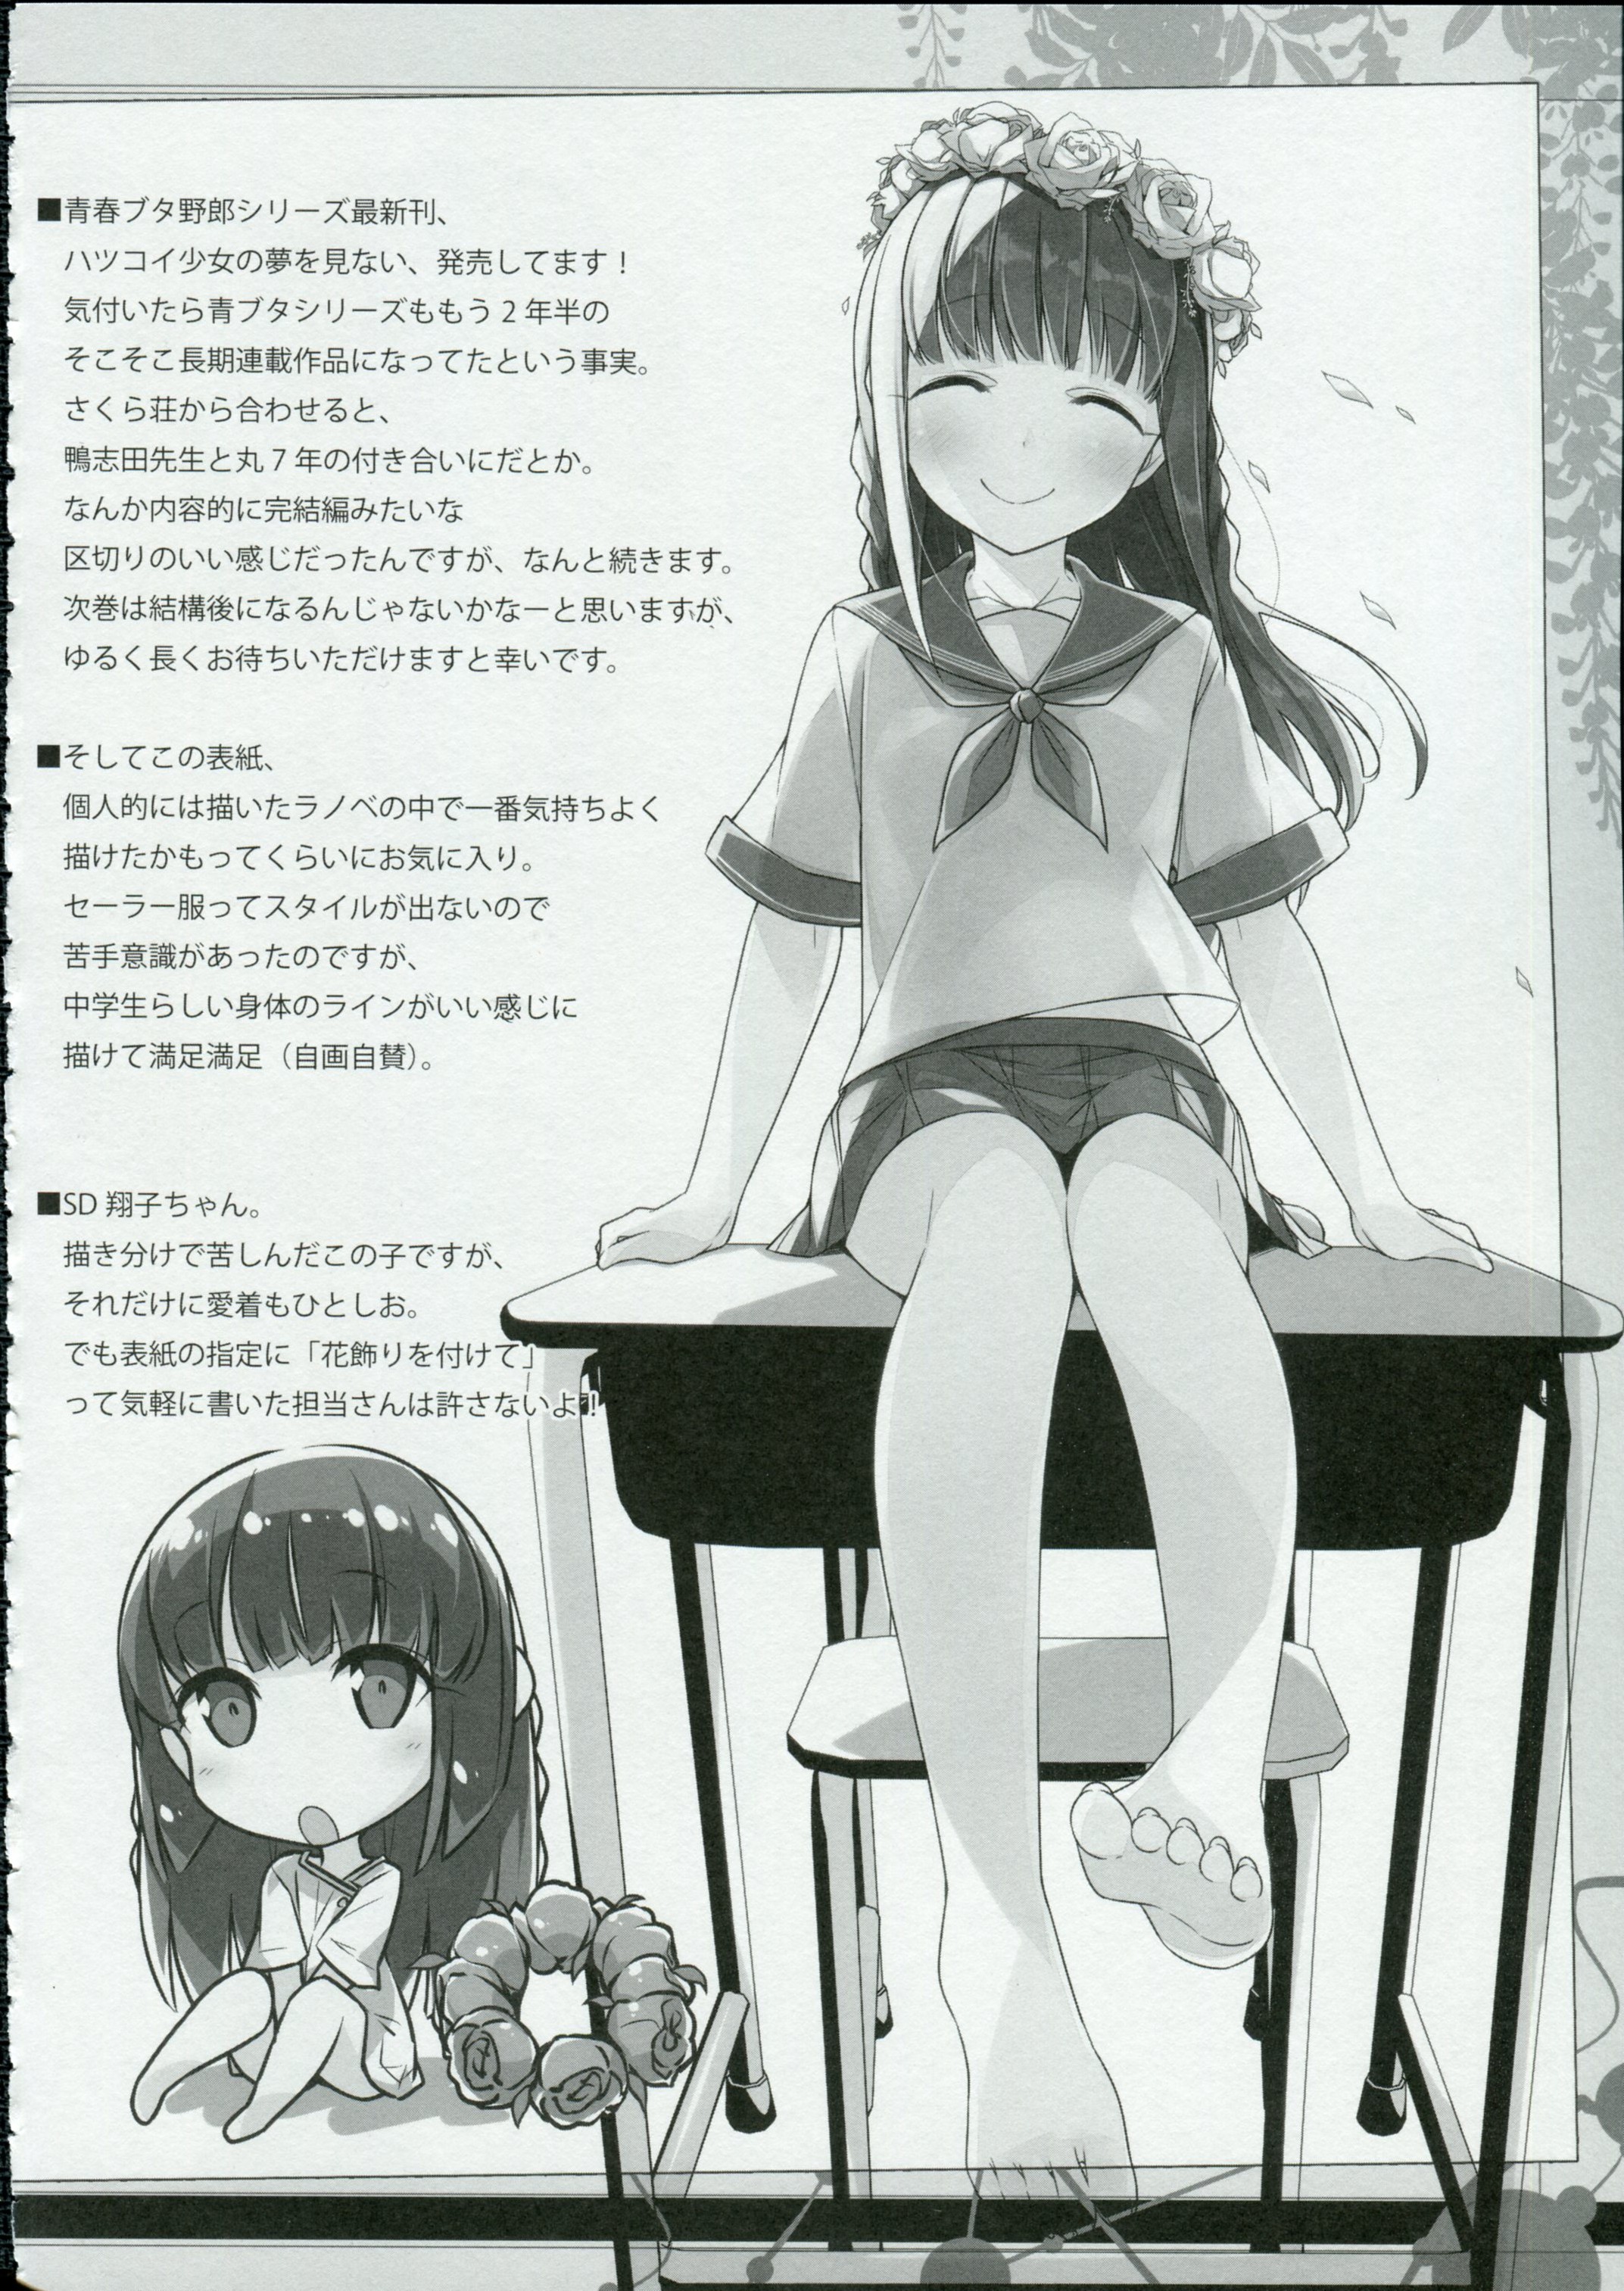 ■青春ブタ野郎シリーズ最新刊、
ハツコイ少女の夢を見ない、発売してます！
気付いたら青ブタシリーズももう 2 年半の
そこそこ長期連載作品になってたという事実。
さくら荘から合わせると、
鴨志田先生と丸 7 年の付き合いにだとか。
なんか内容的に完結編みたいな
区切りのいい感じだったんですが、なんと続きます。
次巻は結構後になるんじゃないかなーと思いますが、
ゆるく長くお待ちいただけますと幸いです。
■そしてこの表紙、
個人的には描いたラノベの中で一番気持ちよく
描けたかもってくらいにお気に入り。
セーラー服ってスタイルが出ないので
苦手意識があったのですが、
中学生らしい身体のラインがいい感じに
描けて満足満足（自画自賛）。
■SD 翔子ちゃん。
描き分けで苦しんだこの子ですが、
それだけに愛着もひとしお。
でも表紙の指定に「花飾りを付けて」
って気軽に書いた担当さんは許さないよ！